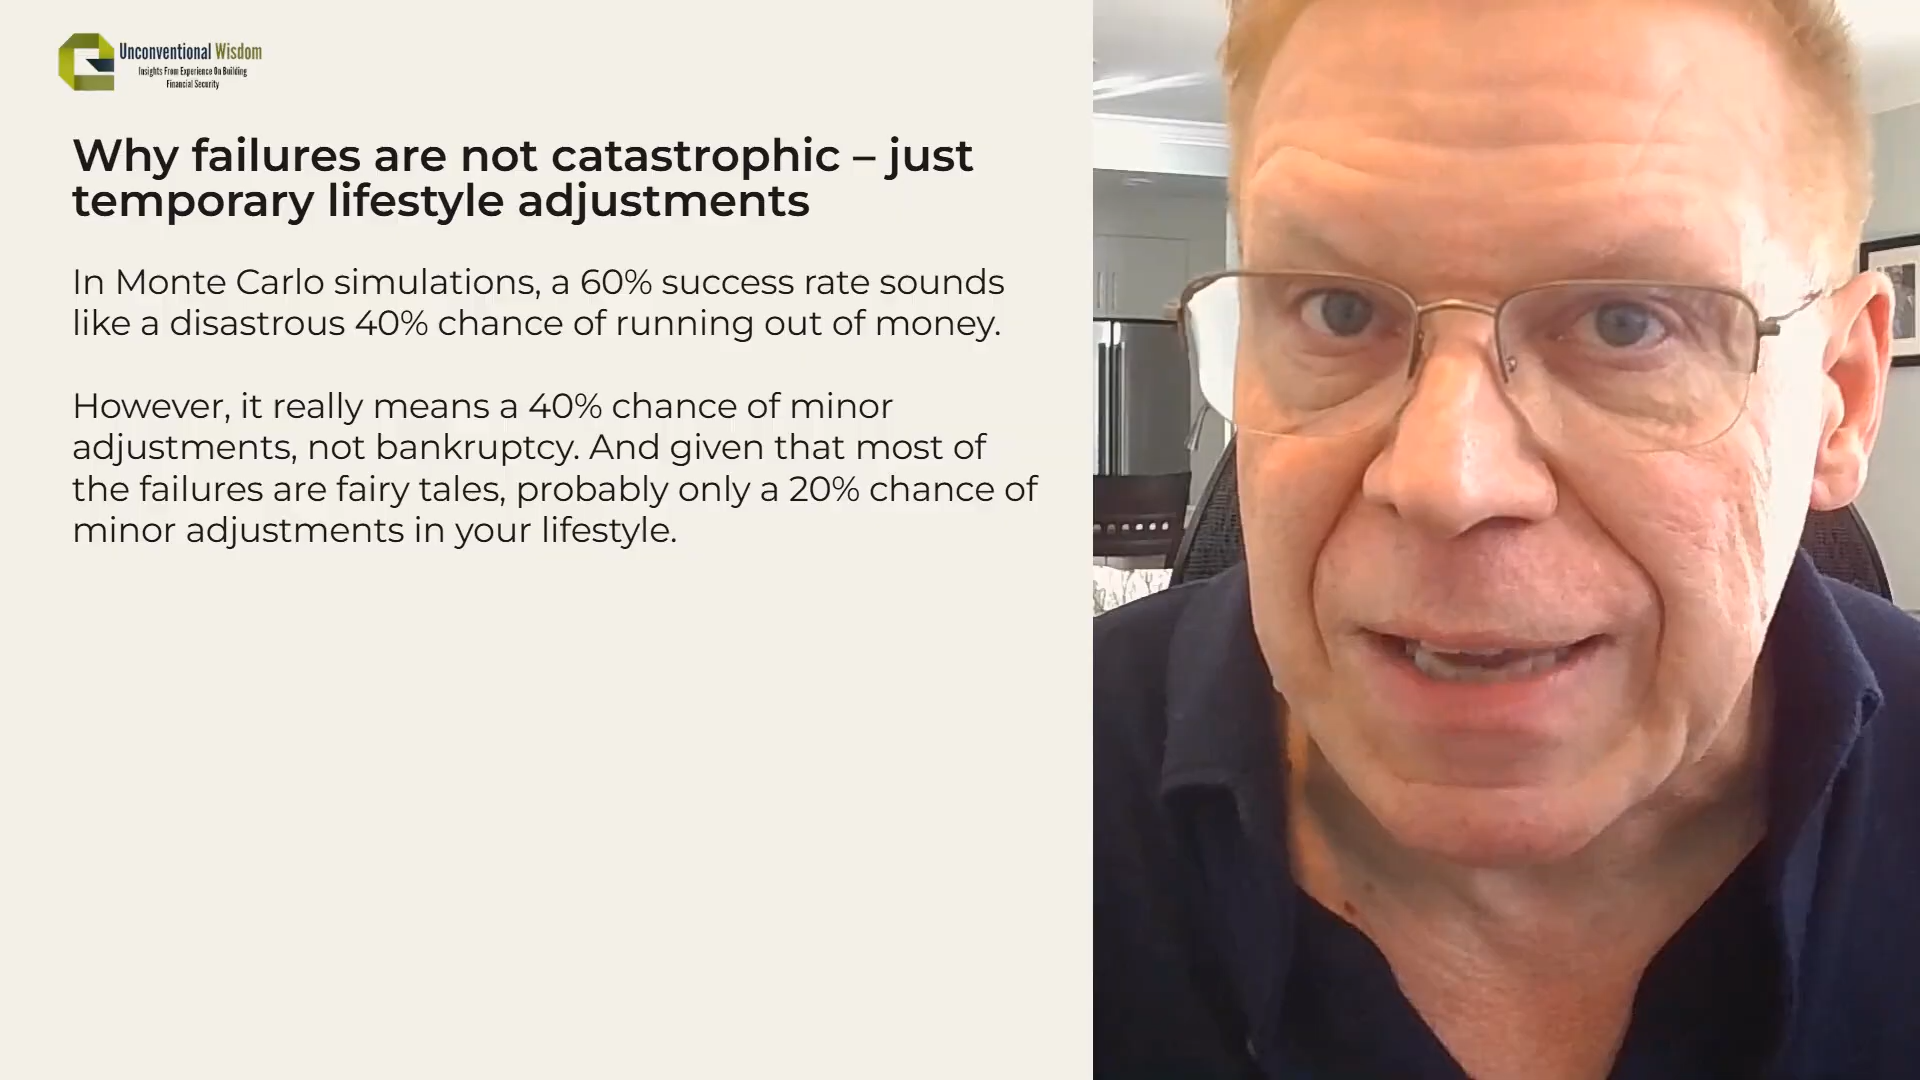 Unconventional Wisdom
Insights From Experience On Building
Financial Security
Why failures are not catastrophic – just
temporary lifestyle adjustments
In Monte Carlo simulations, a 60% success rate sounds
like a disastrous 40% chance of running out of money.
However, it really means a 40% chance of minor
adjustments, not bankruptcy. And given that most of
the failures are fairy tales, probably only a 20% chance of
minor adjustments in your lifestyle.